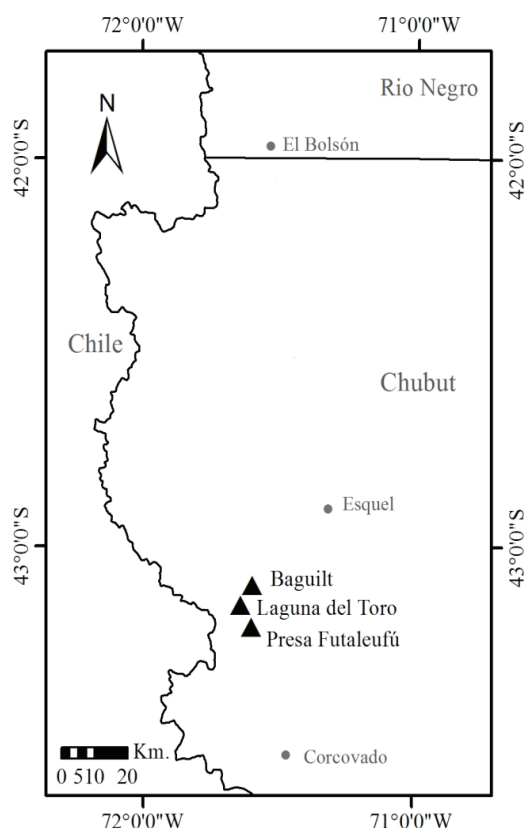 72°0'0"W
71°0'0"W
Rio Negro
N
El Bolsón
42°0'0"S
42°0'0"S
Chile
Chubut
Esquel
43°0'0"S
43°0'0"S
Baguilt
Laguna del Toro
Presa Futaleufú
Km.
0 510 20
Corcovado
72°0'0"W
71°0'0"W